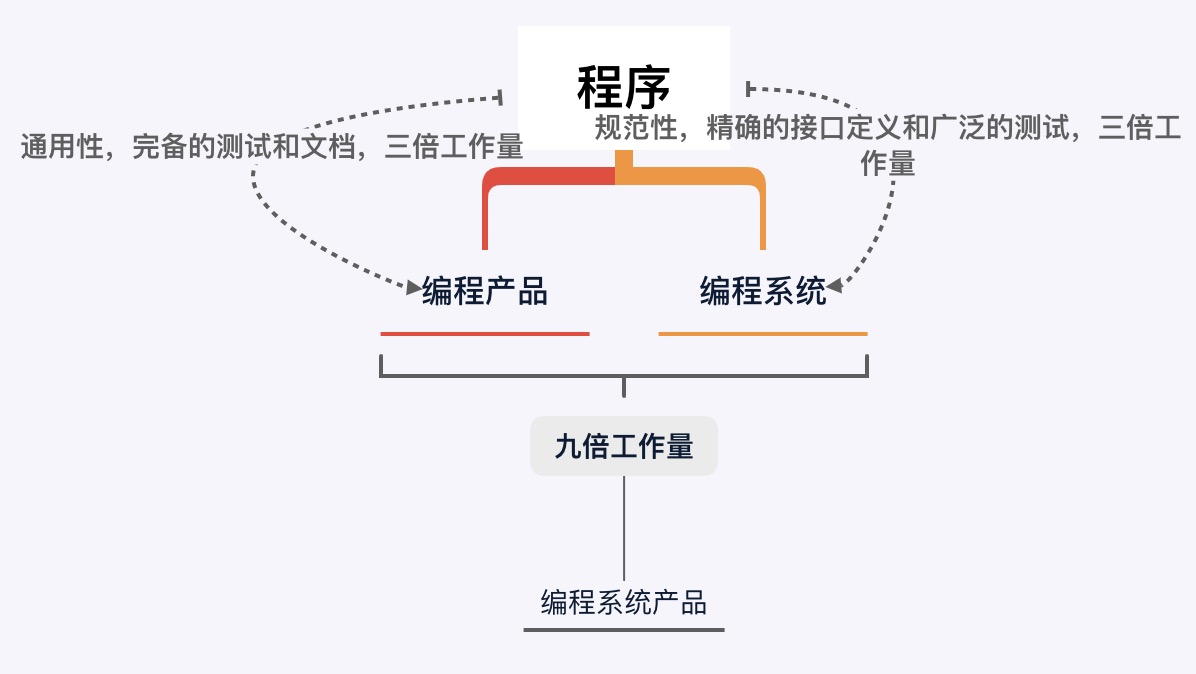 程序
通用性，完备的测试和文档，三倍工作量
规范性，精确的接口定义和广泛的测试，三倍工
作量
编程产品
编程系统
九倍工作量
编程系统产品